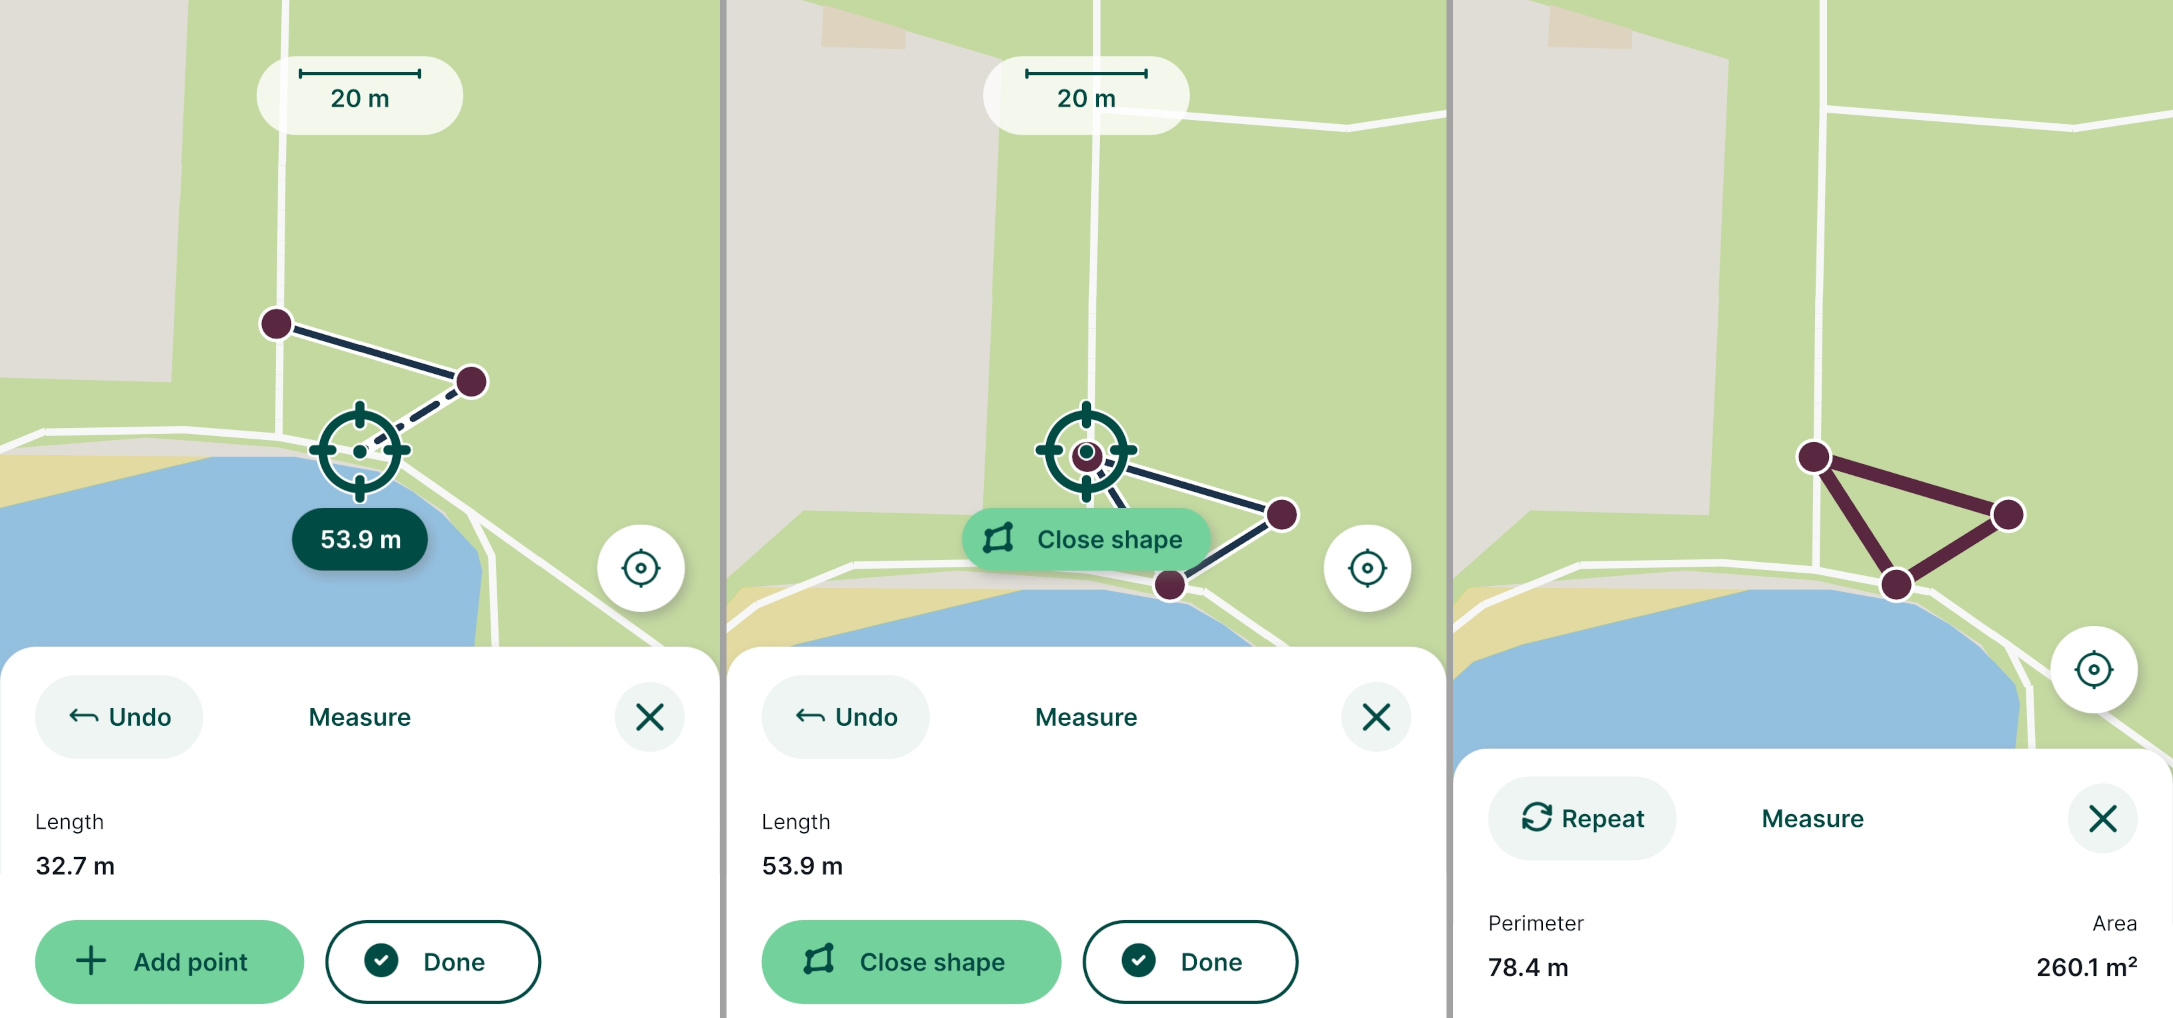 20 m
53.9 m
Undo
Measure
Length
32.7 m
Add point
Done
20 m
Close shape
Undo
Measure
Length
53.9 m
Close shape
Done
Repeat
Measure
Perimeter
Area
78.4 m
260.1 m²